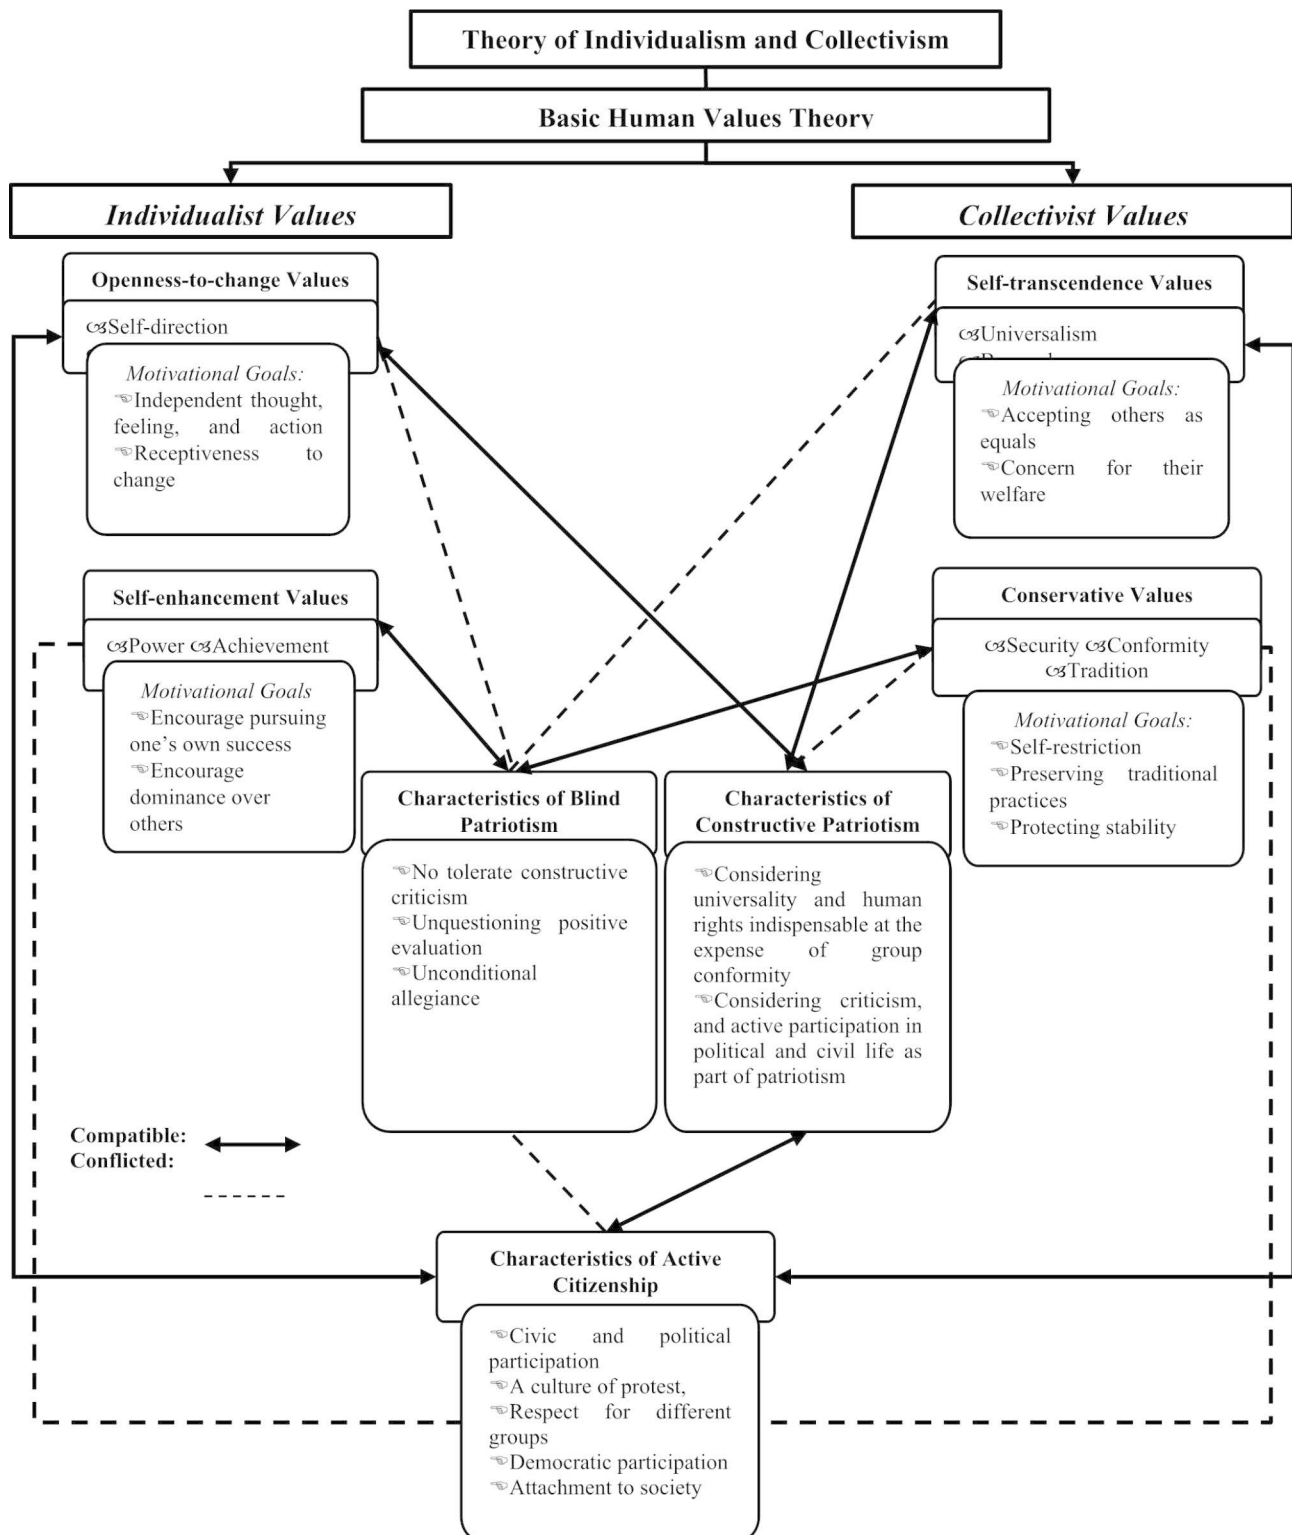 Theory of Individualism and Collectivism
Basic Human Values Theory
Individualist Values
Collectivist Values
Openness-to-change Values
Self-direction
Motivational Goals:
Independent thought,
feeling, and action
Receptiveness to
change
Self-transcendence Values
Universalism
Motivational Goals:
Accepting others as
equals
Concern for their
welfare
Self-enhancement Values
Power Achievement
Motivational Goals
Encourage pursuing
one's own success
Encourage
dominance over
others
Conservative Values
Security Conformity
Tradition
Motivational Goals:
Self-restriction
Preserving traditional
practices
Protecting stability
Characteristics of Blind
Patriotism
No tolerate constructive
criticism
Unquestioning positive
evaluation
Unconditional
allegiance
Characteristics of
Constructive Patriotism
Considering
universality and human
rights indispensable at the
expense of group
conformity
Considering criticism,
and active participation in
political and civil life as
part of patriotism
Compatible:
Conflicted:
Characteristics of Active
Citizenship
Civic and political
participation
A culture of protest,
Respect for different
groups
Democratic participation
Attachment to society